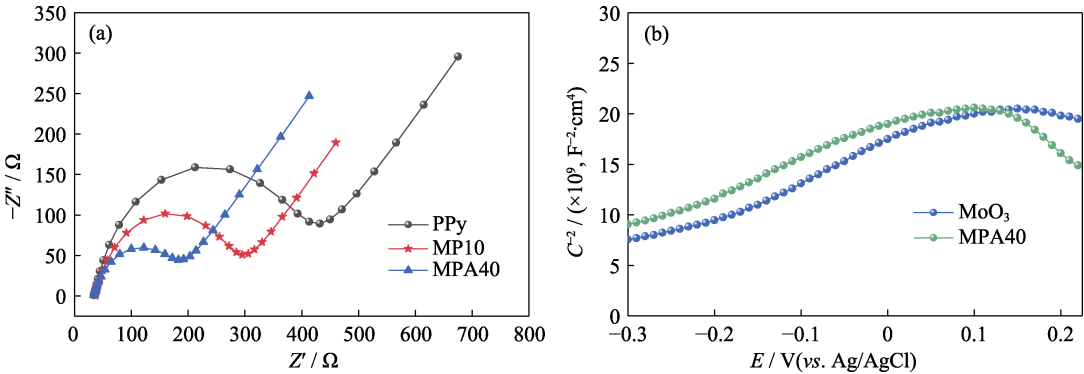 (a)
350
300
250
200
150
100
50
0
−Z″ / Ω
PPy
MP10
MPA40
0 100 200 300 400 500 600 700 800
Z′ / Ω
(b)
30
25
20
15
10
5
0
C⁻² / (×10⁹, F⁻²·cm⁴)
MoO₃
MPA40
−0.3 −0.2 −0.1 0 0.1 0.2
E / V(vs. Ag/AgCl)